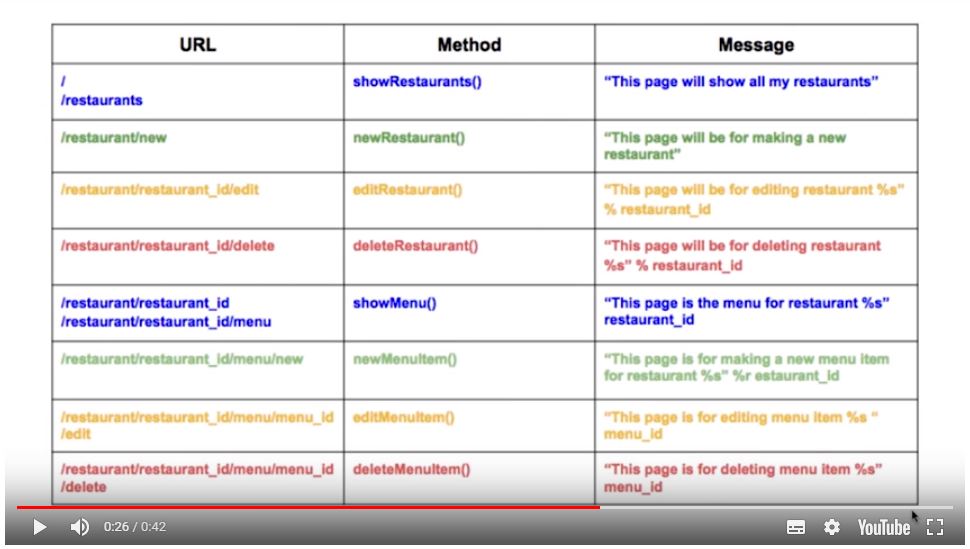 URL Method Message
/ showRestaurants() “This page will show all my restaurants”
/restaurants
/restaurant/new newRestaurant() “This page will be for making a new
restaurant”
/restaurant/restaurant_id/edit editRestaurant() “This page will be for editing restaurant %s”
% restaurant_id
/restaurant/restaurant_id/delete deleteRestaurant() “This page will be for deleting restaurant
%s” % restaurant_id
/restaurant/restaurant_id showMenu() “This page is the menu for restaurant %s”
/restaurant/restaurant_id/menu restaurant_id
/restaurant/restaurant_id/menu/new newMenuItem() “This page is for making a new menu item
for restaurant %s” %r estaurant_id
/restaurant/restaurant_id/menu/menu_id editMenuItem() “This page is for editing menu item %s “
/edit menu_id
/restaurant/restaurant_id/menu/menu_id deleteMenuItem() “This page is for deleting menu item %s”
/delete menu_id
0:26 / 0:42 YouTube